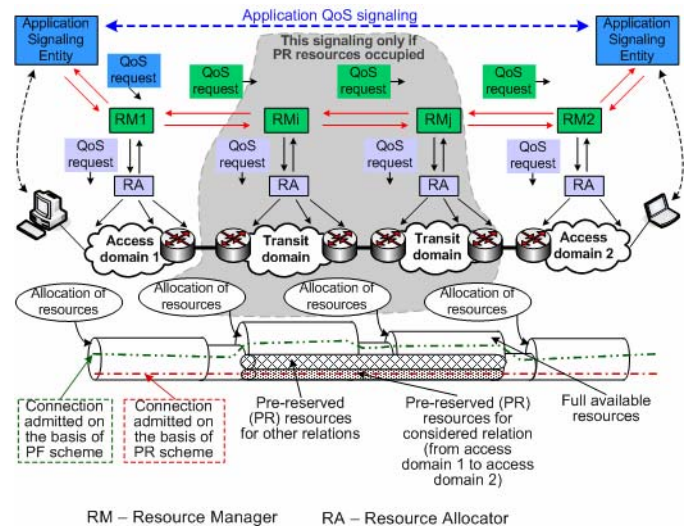 Application QoS signaling
Application
Signaling
Entity
This signaling only if
PR resources occupied
Application
Signaling
Entity
QoS
request
QoS
request
QoS
request
QoS
request
RM1
RMi
RMj
RM2
QoS
request
QoS
request
QoS
request
QoS
request
RA
RA
RA
RA
Access
domain 1
Transit
domain
Transit
domain
Access
domain 2
Allocation of
resources
Allocation of
resources
Allocation of
resources
Allocation of
resources
Connection
admitted on
the basis of
PF scheme
Connection
admitted on
the basis of
PR scheme
Pre-reserved
(PR) resources
for other relations
Pre-reserved (PR)
resources for
considered relation
(from access
domain 1 to access
domain 2)
Full available
resources
RM – Resource Manager
RA – Resource Allocator